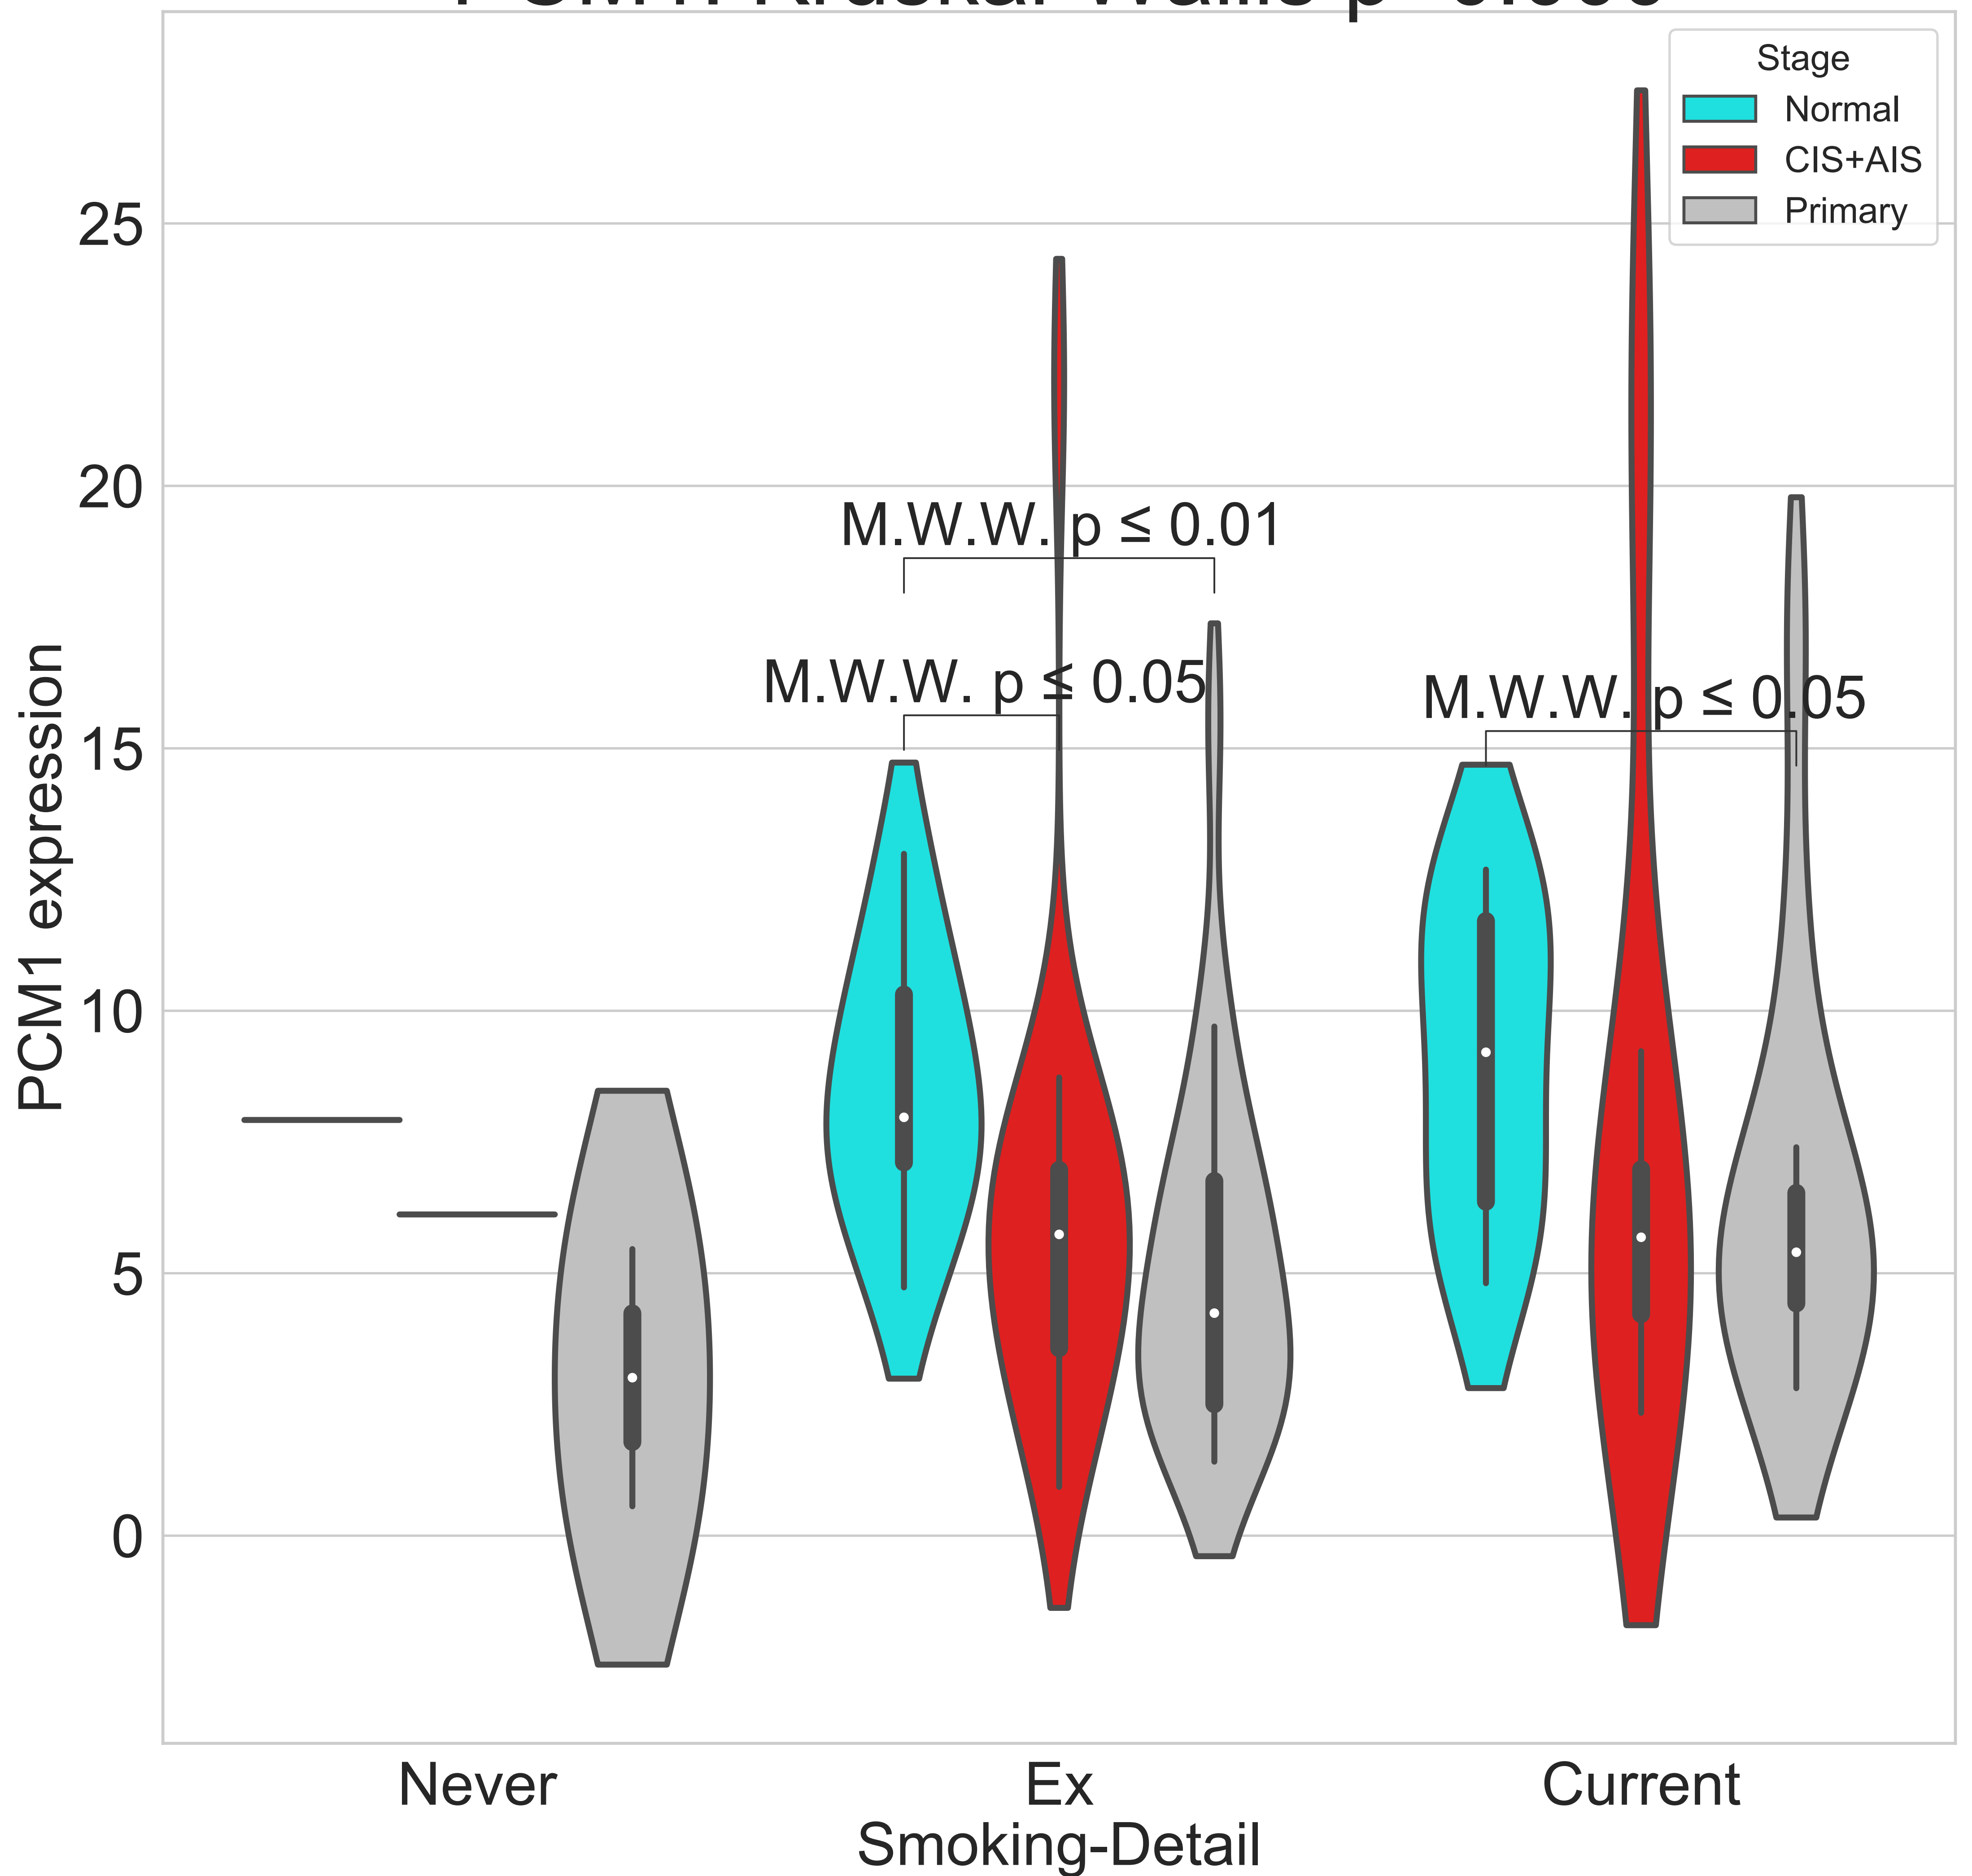 Stage
Normal
CIS+AIS
Primary
25
20
15
10
5
0
PCM1 expression
M.W.W. p ≤ 0.01
M.W.W. p ≤ 0.05
M.W.W. p ≤ 0.05
Never
Ex
Current
Smoking-Detail